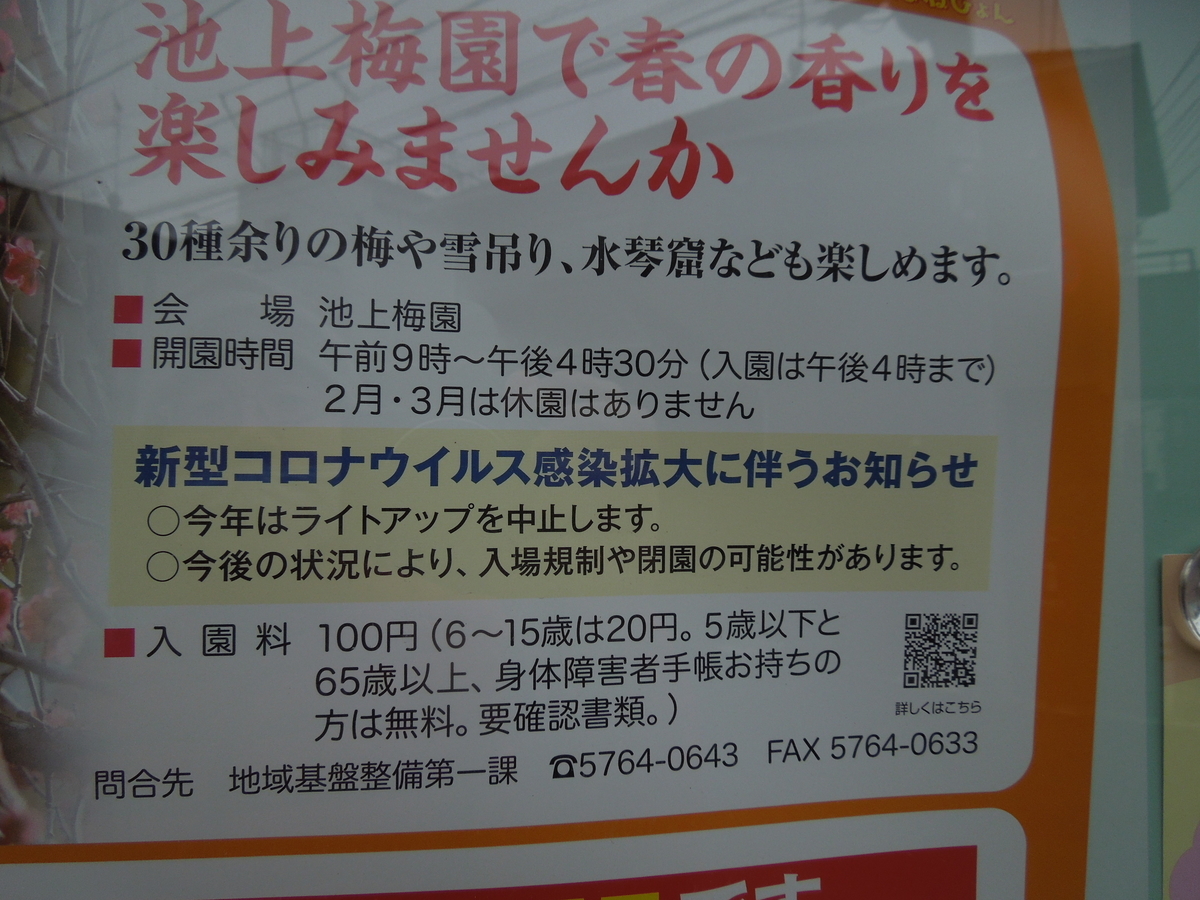 池上梅園で春の香りを
楽しみませんか
30種余りの梅や雪吊り、水琴窟なども楽しめます。
■会　　場　池上梅園
■開園時間　午前9時～午後4時30分（入園は午後4時まで）
2月・3月は休園はありません
新型コロナウイルス感染拡大に伴うお知らせ
○今年はライトアップを中止します。
○今後の状況により、入場規制や閉園の可能性があります。
■入 園 料　100円（6～15歳は20円。5歳以下と
65歳以上、身体障害者手帳お持ちの
方は無料。要確認書類。）
詳しくはこちら
問合先　地域基盤整備第一課　☎5764-0643　FAX 5764-0633
です